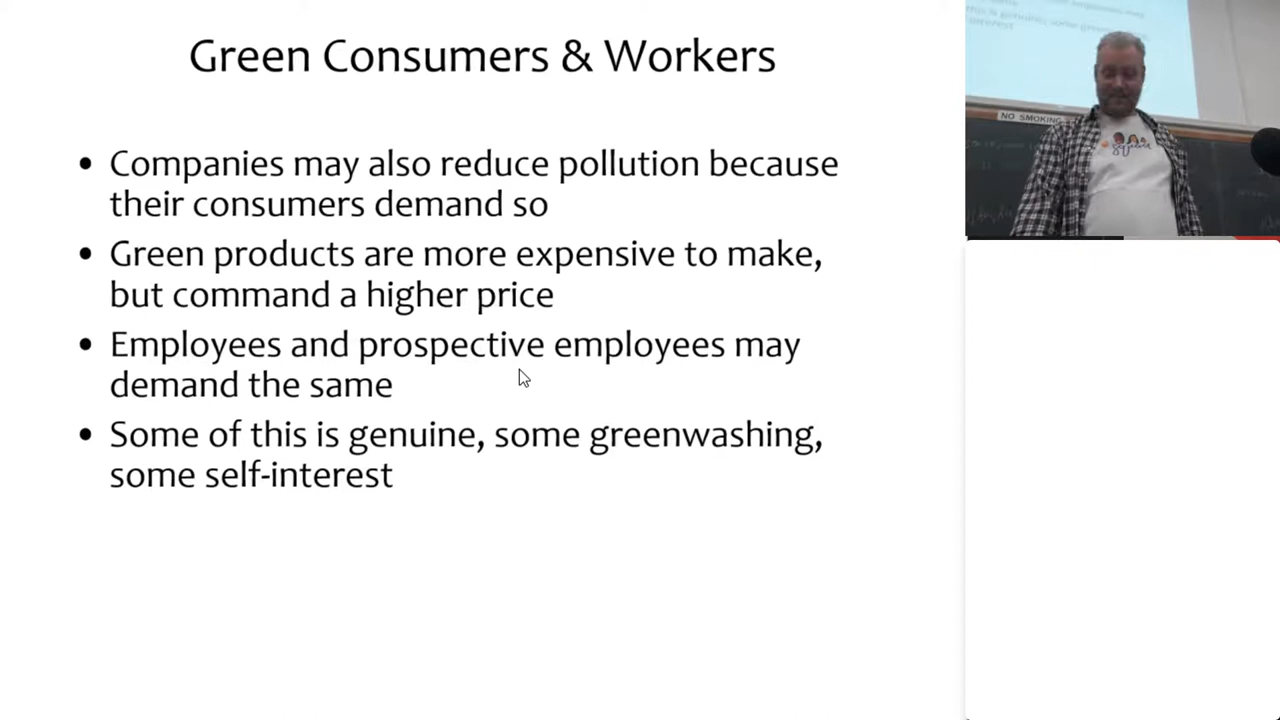 Green Consumers & Workers
• Companies may also reduce pollution because
their consumers demand so
• Green products are more expensive to make,
but command a higher price
• Employees and prospective employees may
demand the same
• Some of this is genuine, some greenwashing,
some self-interest
NO SMOKING